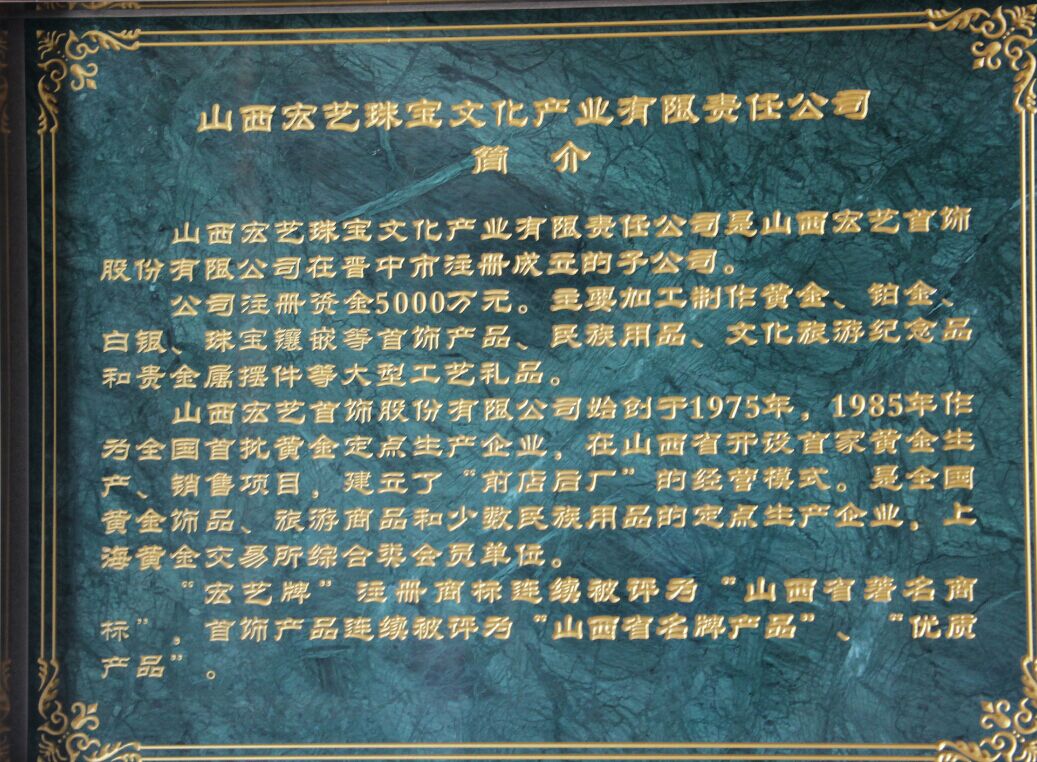 山西宏艺珠宝文化产业有限责任公司
简 介
山西宏艺珠宝文化产业有限责任公司是山西宏艺首饰
股份有限公司在晋中市注册成立的子公司。
公司注册资金5000万元。主要加工制作黄金、铂金、
白银、珠宝镶嵌等首饰产品、民族用品、文化旅游纪念品
和贵金属摆件等大型工艺礼品。
山西宏艺首饰股份有限公司始创于1975年，1985年作
为全国首批黄金定点生产企业，在山西省开设首家黄金生
产、销售项目，建立了“前店后厂”的经营模式。是全国
黄金饰品、旅游商品和少数民族用品的定点生产企业，上
海黄金交易所综合类会员单位。
“宏艺牌”注册商标连续被评为“山西省著名商
标”，首饰产品连续被评为“山西省名牌产品”、“优质
产品”。